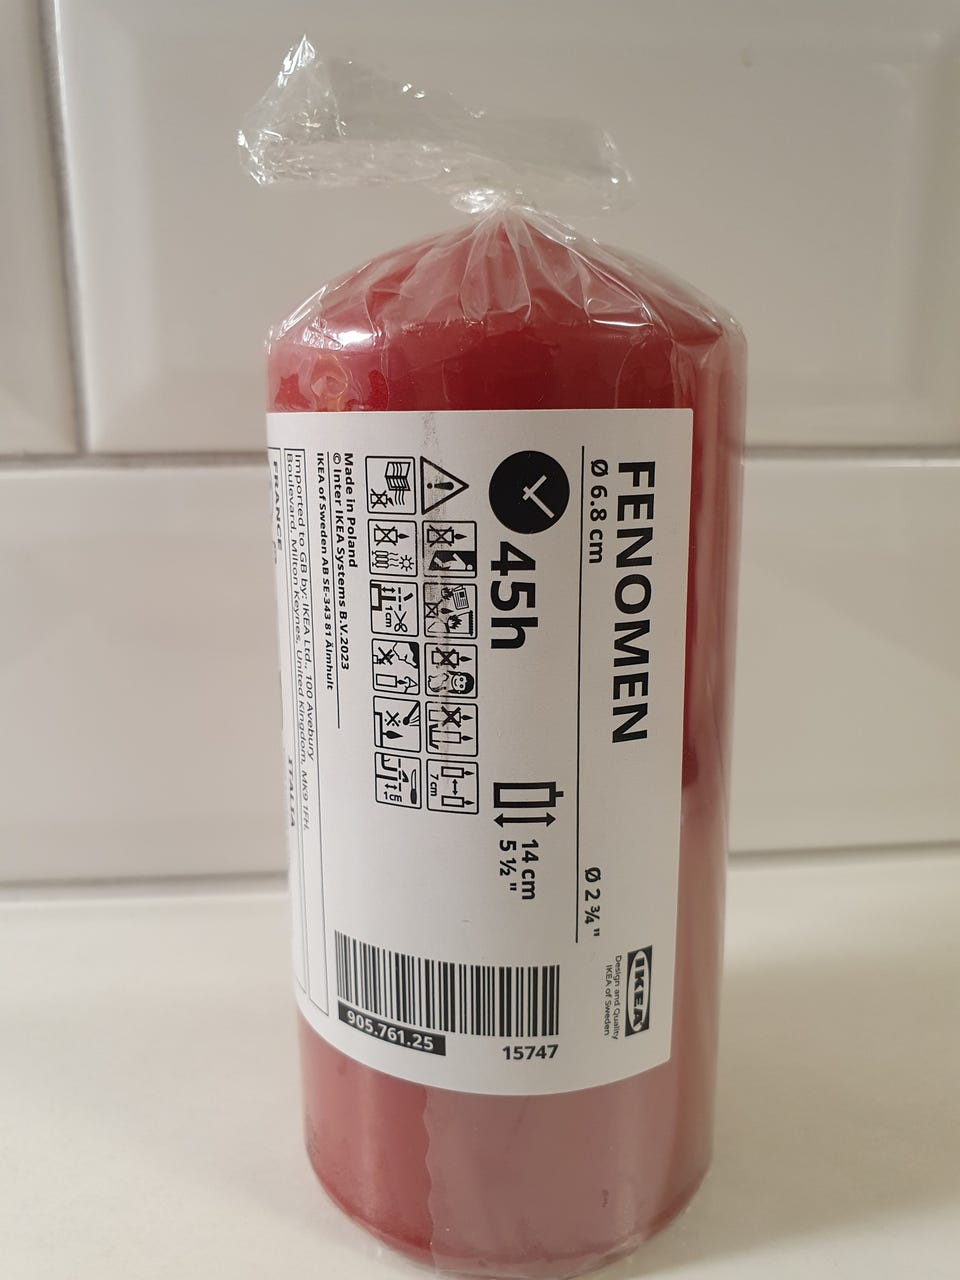 FENOMEN
Ø 6.8 cm
Ø 2 ¾"
IKEA
Design and Quality
IKEA of Sweden
45h
14 cm
5 ½"
7cm
1cm
1cm
Made in Poland
© Inter IKEA Systems B.V.2023
IKEA of Sweden AB SE-343 81 Älmhult
Imported to GB by: IKEA Ltd., 100 Avebury
Boulevard, Milton Keynes, United Kingdom, MK9 1FH.
FRANCE
ITALIA
905.761.25
15747